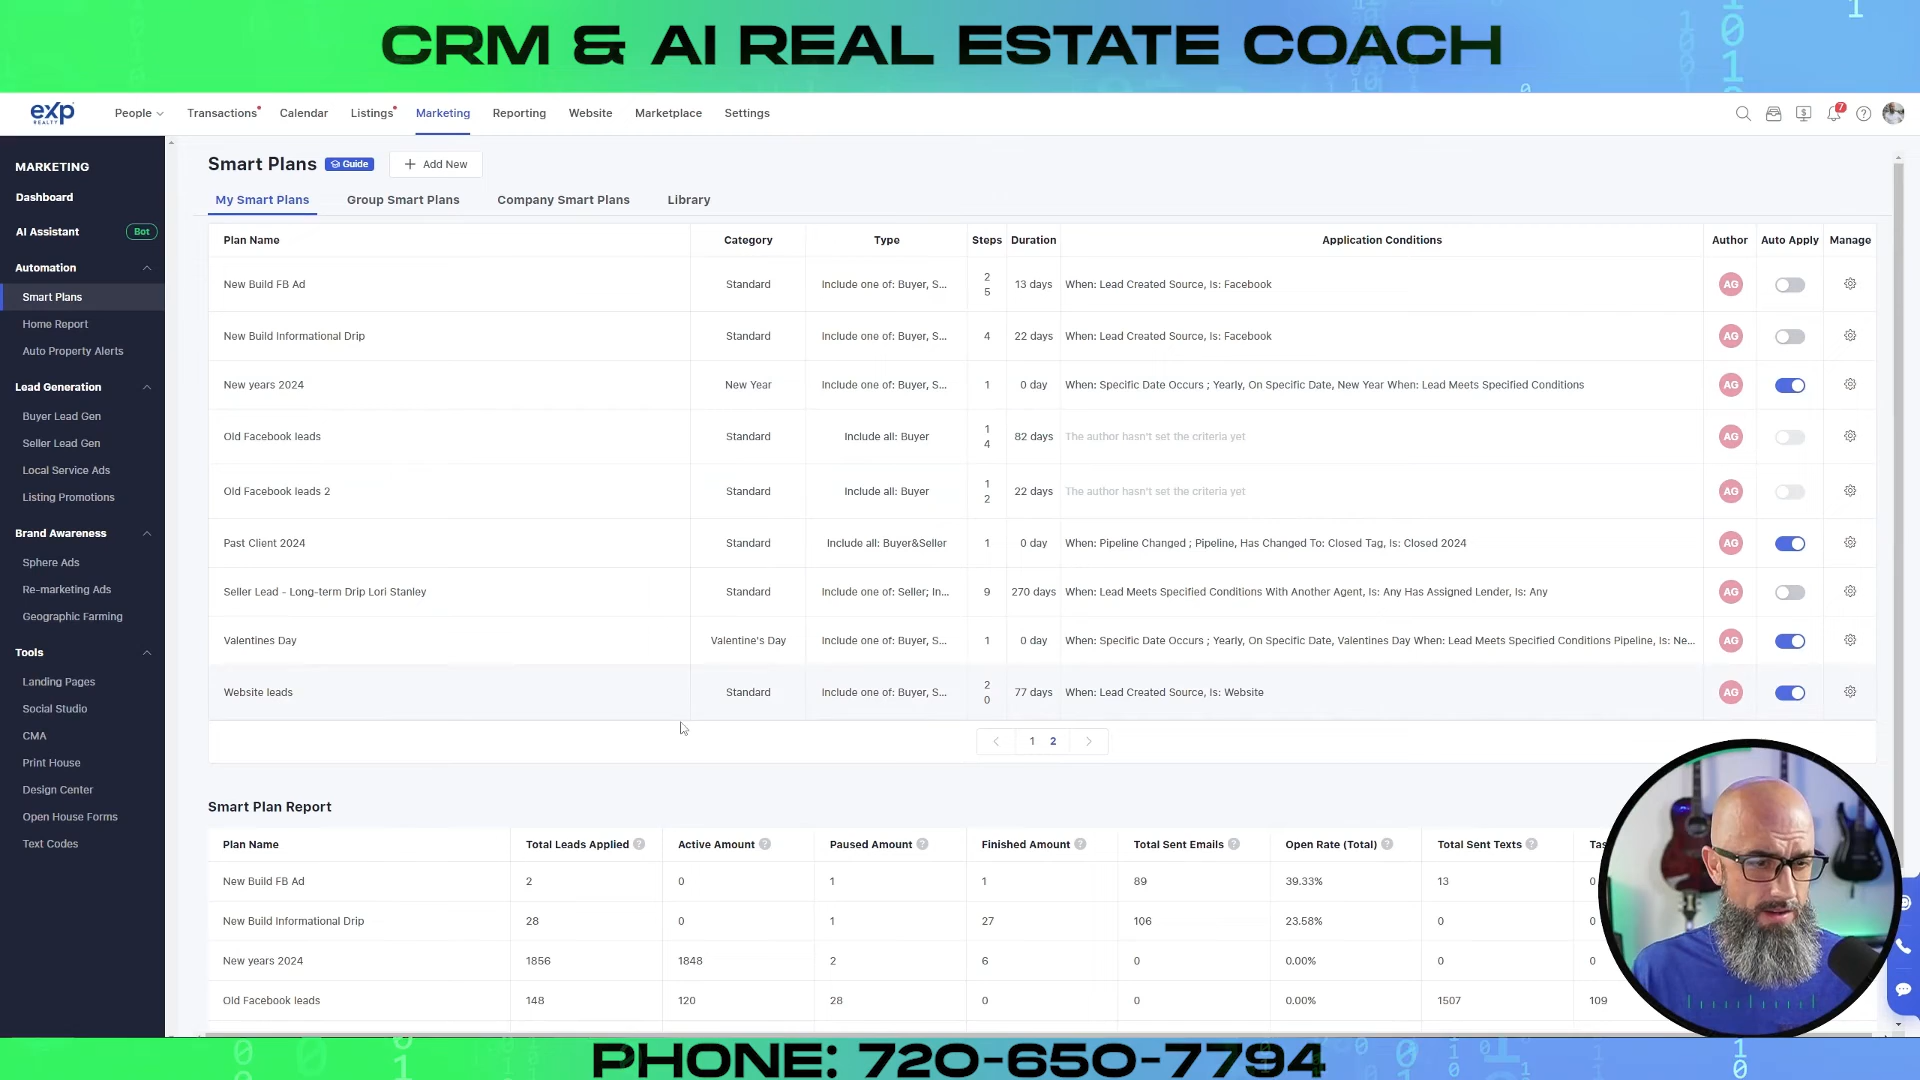 CRM & AI REAL ESTATE COACH
exp REALTY People Transactions Calendar Listings Marketing Reporting Website Marketplace Settings 7
MARKETING
Dashboard
AI Assistant Bot
Automation
Smart Plans
Home Report
Auto Property Alerts
Lead Generation
Buyer Lead Gen
Seller Lead Gen
Local Service Ads
Listing Promotions
Brand Awareness
Sphere Ads
Re-marketing Ads
Geographic Farming
Tools
Landing Pages
Social Studio
CMA
Print House
Design Center
Open House Forms
Text Codes
Smart Plans Guide + Add New
My Smart Plans Group Smart Plans Company Smart Plans Library
Plan Name Category Type Steps Duration Application Conditions Author Auto Apply Manage
New Build FB Ad Standard Include one of: Buyer, S... 25 13 days When: Lead Created Source, Is: Facebook AG
New Build Informational Drip Standard Include one of: Buyer, S... 4 22 days When: Lead Created Source, Is: Facebook AG
New years 2024 New Year Include one of: Buyer, S... 1 0 day When: Specific Date Occurs ; Yearly, On Specific Date, New Year When: Lead Meets Specified Conditions AG
Old Facebook leads Standard Include all: Buyer 14 82 days The author hasn't set the criteria yet AG
Old Facebook leads 2 Standard Include all: Buyer 12 22 days The author hasn't set the criteria yet AG
Past Client 2024 Standard Include all: Buyer&Seller 1 0 day When: Pipeline Changed ; Pipeline, Has Changed To: Closed Tag, Is: Closed 2024 AG
Seller Lead - Long-term Drip Lori Stanley Standard Include one of: Seller; In... 9 270 days When: Lead Meets Specified Conditions With Another Agent, Is: Any Has Assigned Lender, Is: Any AG
Valentines Day Valentine's Day Include one of: Buyer, S... 1 0 day When: Specific Date Occurs ; Yearly, On Specific Date, Valentines Day When: Lead Meets Specified Conditions Pipeline, Is: Ne... AG
Website leads Standard Include one of: Buyer, S... 20 77 days When: Lead Created Source, Is: Website AG
< 1 2 >
Smart Plan Report
Plan Name Total Leads Applied Active Amount Paused Amount Finished Amount Total Sent Emails Open Rate (Total) Total Sent Texts Tas
New Build FB Ad 2 0 1 1 89 39.33% 13 0
New Build Informational Drip 28 0 1 27 106 23.58% 0 0
New years 2024 1856 1848 2 6 0 0.00% 0 0
Old Facebook leads 148 120 28 0 0 0.00% 1507 109
PHONE: 720-650-7794